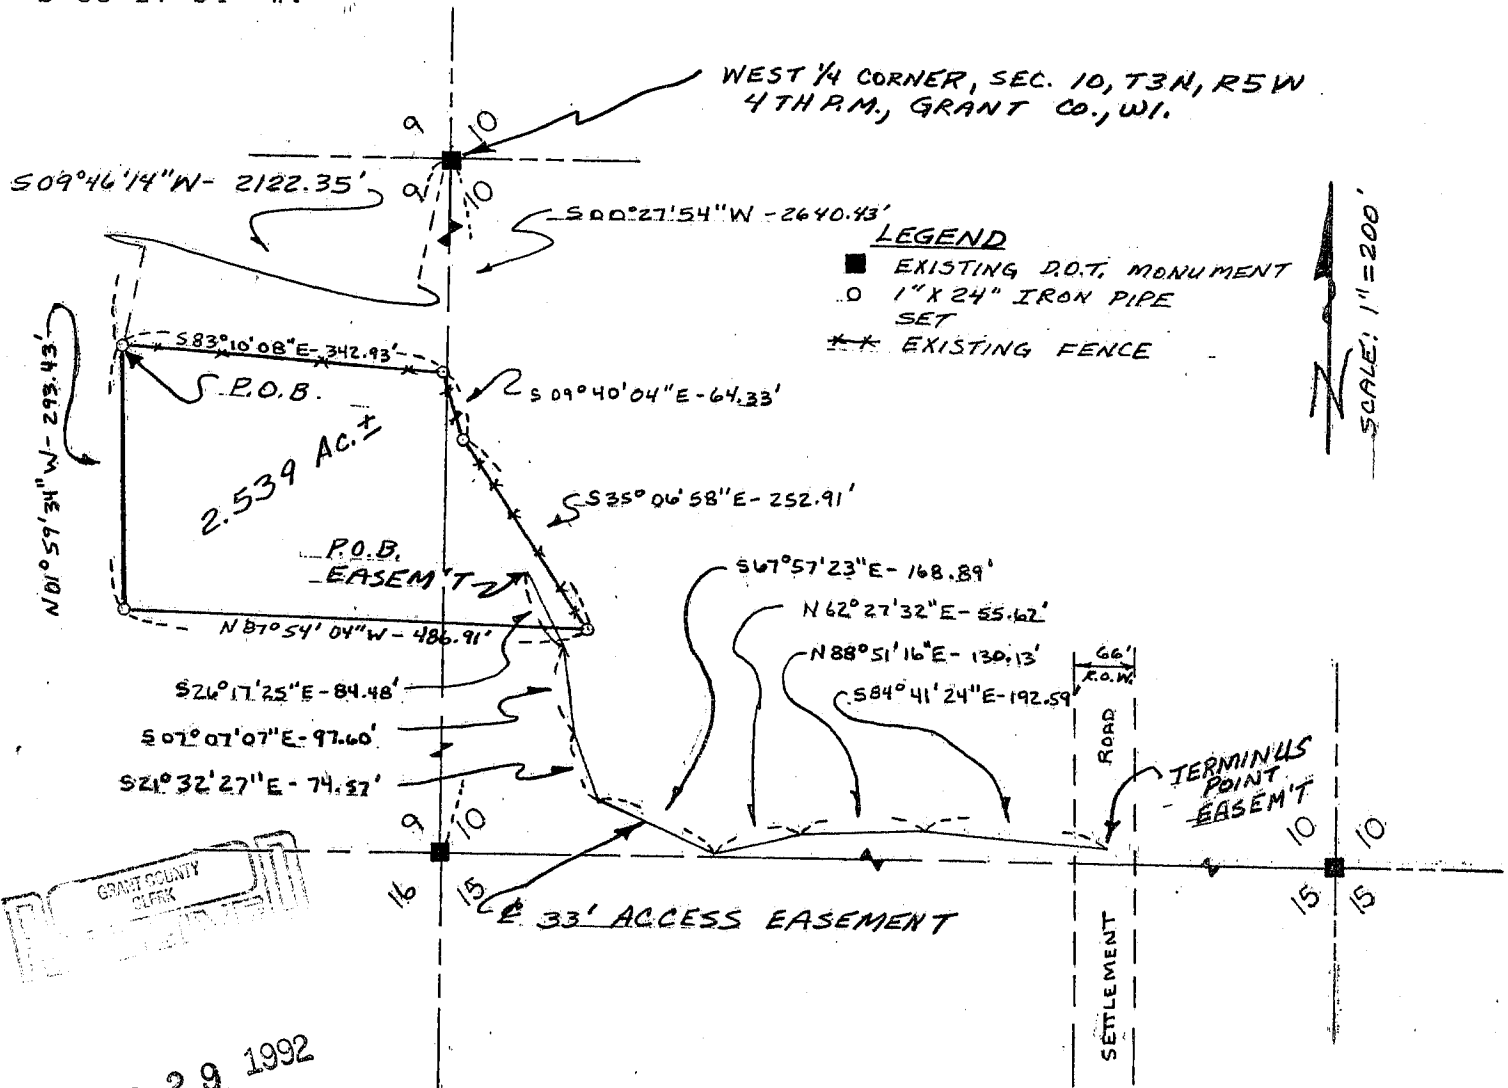 WEST 1/4 CORNER, SEC. 10, T3N, R5W
4TH P.M., GRANT CO., WI.
9
10
S09°46'14"W- 2122.35'
9
10
S00°27'54"W -2640.43'
LEGEND
EXISTING D.O.T. MONUMENT
1"X24" IRON PIPE
SET
EXISTING FENCE
SCALE: 1"=200'
N
N01°59'34"W- 293.43'
S83°10'08"E-342.93'
P.O.B.
S09°40'04"E-64.33'
2.539 AC.±
S35°06'58"E-252.91'
P.O.B.
EASEM'T
S67°57'23"E-168.89'
N62°27'32"E-55.62'
N87°54'04"W-486.91'
N88°51'16"E-130.13'
66'
R.O.W.
S26°17'25"E-84.48'
S84°41'24"E-192.59'
S07°07'07"E-97.60'
ROAD
TERMINUS
POINT
EASEM'T
S21°32'27"E-74.57'
9
10
10
10
GRANT COUNTY
CLERK
16
15
15
15
℄ 33' ACCESS EASEMENT
SETTLEMENT
29 1992